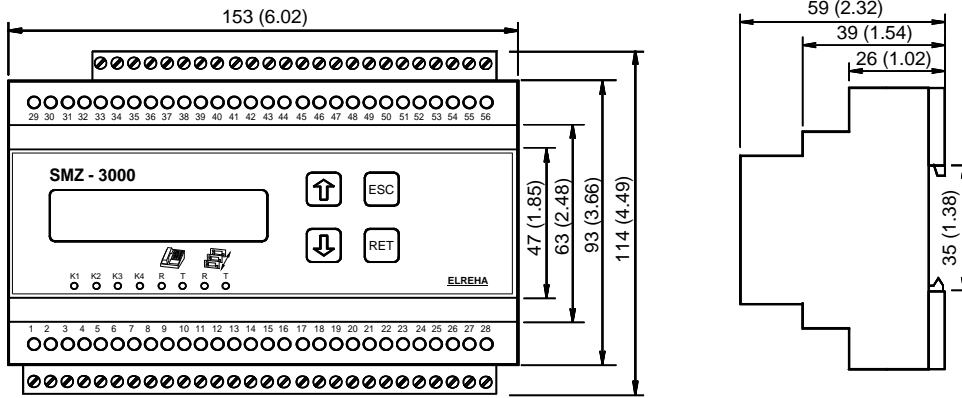 153 (6.02)
59 (2.32)
39 (1.54)
26 (1.02)
29 30 31 32 33 34 35 36 37 38 39 40 41 42 43 44 45 46 47 48 49 50 51 52 53 54 55 56
SMZ - 3000
ESC
RET
K1 K2 K3 K4 R T R T
ELREHA
47 (1.85)
63 (2.48)
93 (3.66)
114 (4.49)
35 (1.38)
1 2 3 4 5 6 7 8 9 10 11 12 13 14 15 16 17 18 19 20 21 22 23 24 25 26 27 28